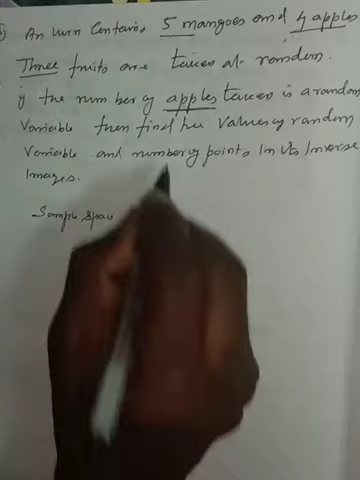 An urn Contains 5 mangoes and 4 apples
Three fruits are taken at random.
if the number of apples taken is a random
variable then find the values of random
variable and number of points in its inverse
images.
Sample space